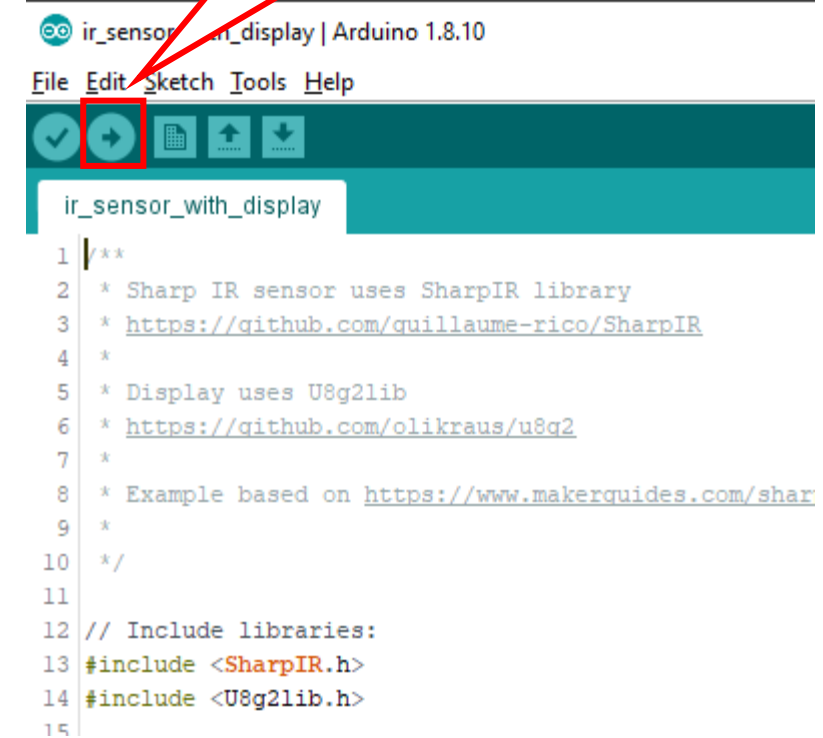 ir_sensor_with_display | Arduino 1.8.10
File Edit Sketch Tools Help
ir_sensor_with_display
1 /**
2 * Sharp IR sensor uses SharpIR library
3 * https://github.com/guillaume-rico/SharpIR
4 *
5 * Display uses U8g2lib
6 * https://github.com/olikraus/u8g2
7 *
8 * Example based on https://www.makerguides.com/shar
9 *
10 */
11
12 // Include libraries:
13 #include <SharpIR.h>
14 #include <U8g2lib.h>
15